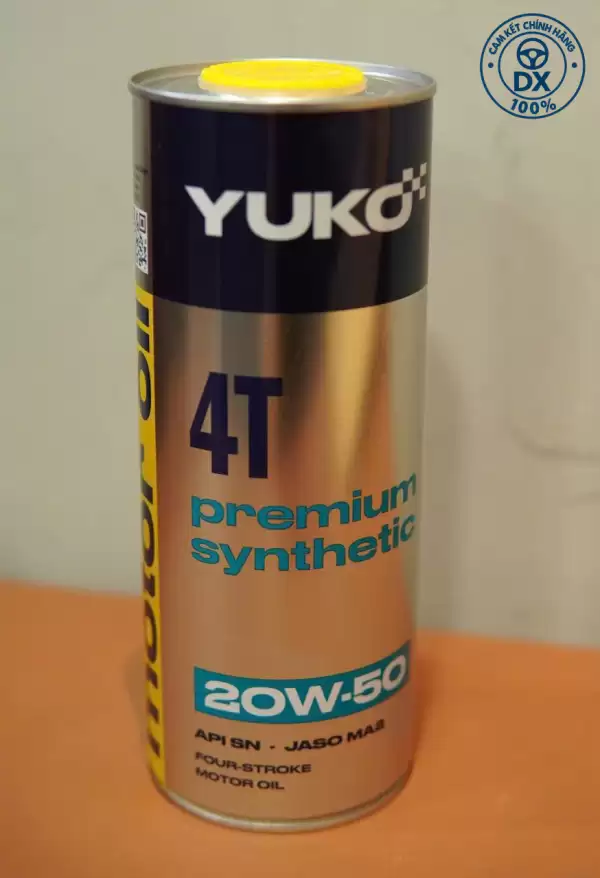 CAM KẾT CHÍNH HÃNG
DX
100%
YUKO
motor oil
4T
premium
synthetic
20W-50
API SN · JASO MA2
FOUR-STROKE
MOTOR OIL